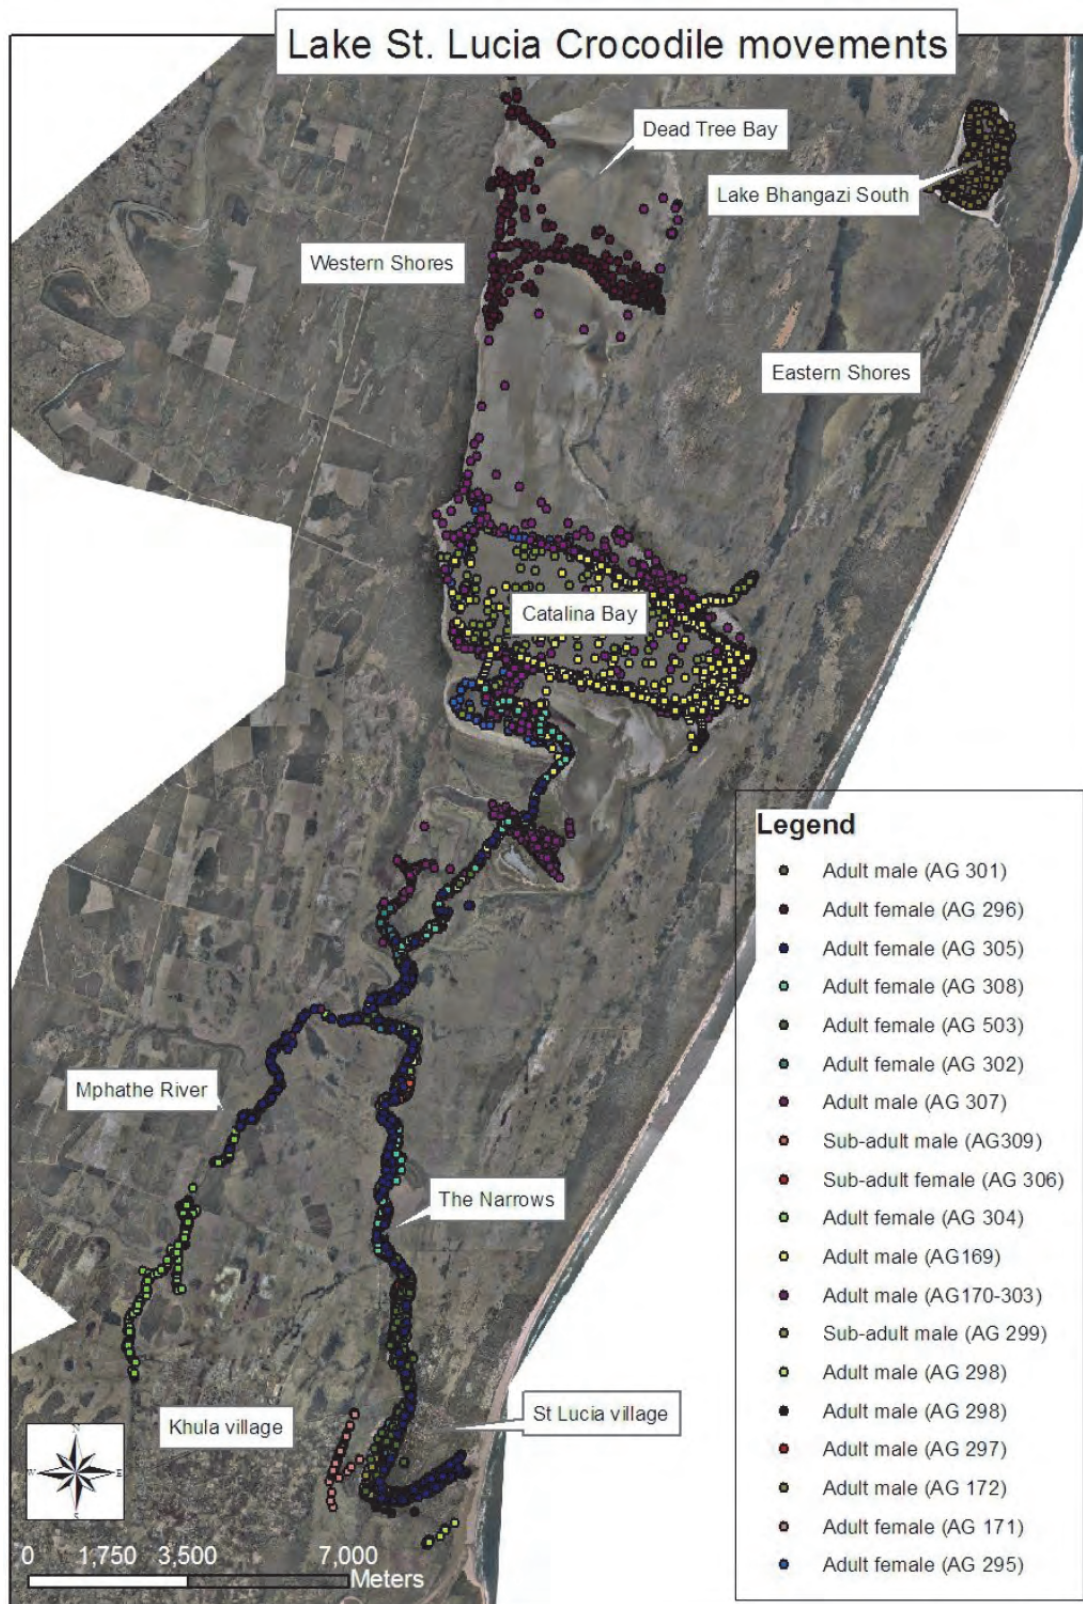 Lake St. Lucia Crocodile movements
Dead Tree Bay
Lake Bhangazi South
Western Shores
Eastern Shores
Catalina Bay
Mphathe River
The Narrows
Khula village
St Lucia village
N
W
E
S
0 1,750 3,500 7,000
Meters
Legend
Adult male (AG 301)
Adult female (AG 296)
Adult female (AG 305)
Adult female (AG 308)
Adult female (AG 503)
Adult female (AG 302)
Adult male (AG 307)
Sub-adult male (AG309)
Sub-adult female (AG 306)
Adult female (AG 304)
Adult male (AG169)
Adult male (AG170-303)
Sub-adult male (AG 299)
Adult male (AG 298)
Adult male (AG 298)
Adult male (AG 297)
Adult male (AG 172)
Adult female (AG 171)
Adult female (AG 295)